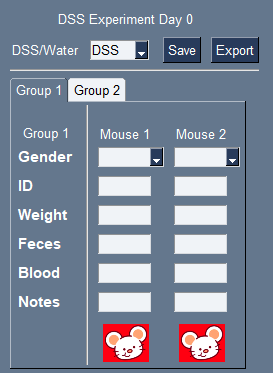 DSS Experiment Day 0
DSS/Water DSS Save Export
Group 1 Group 2
Group 1 Mouse 1 Mouse 2
Gender
ID
Weight
Feces
Blood
Notes